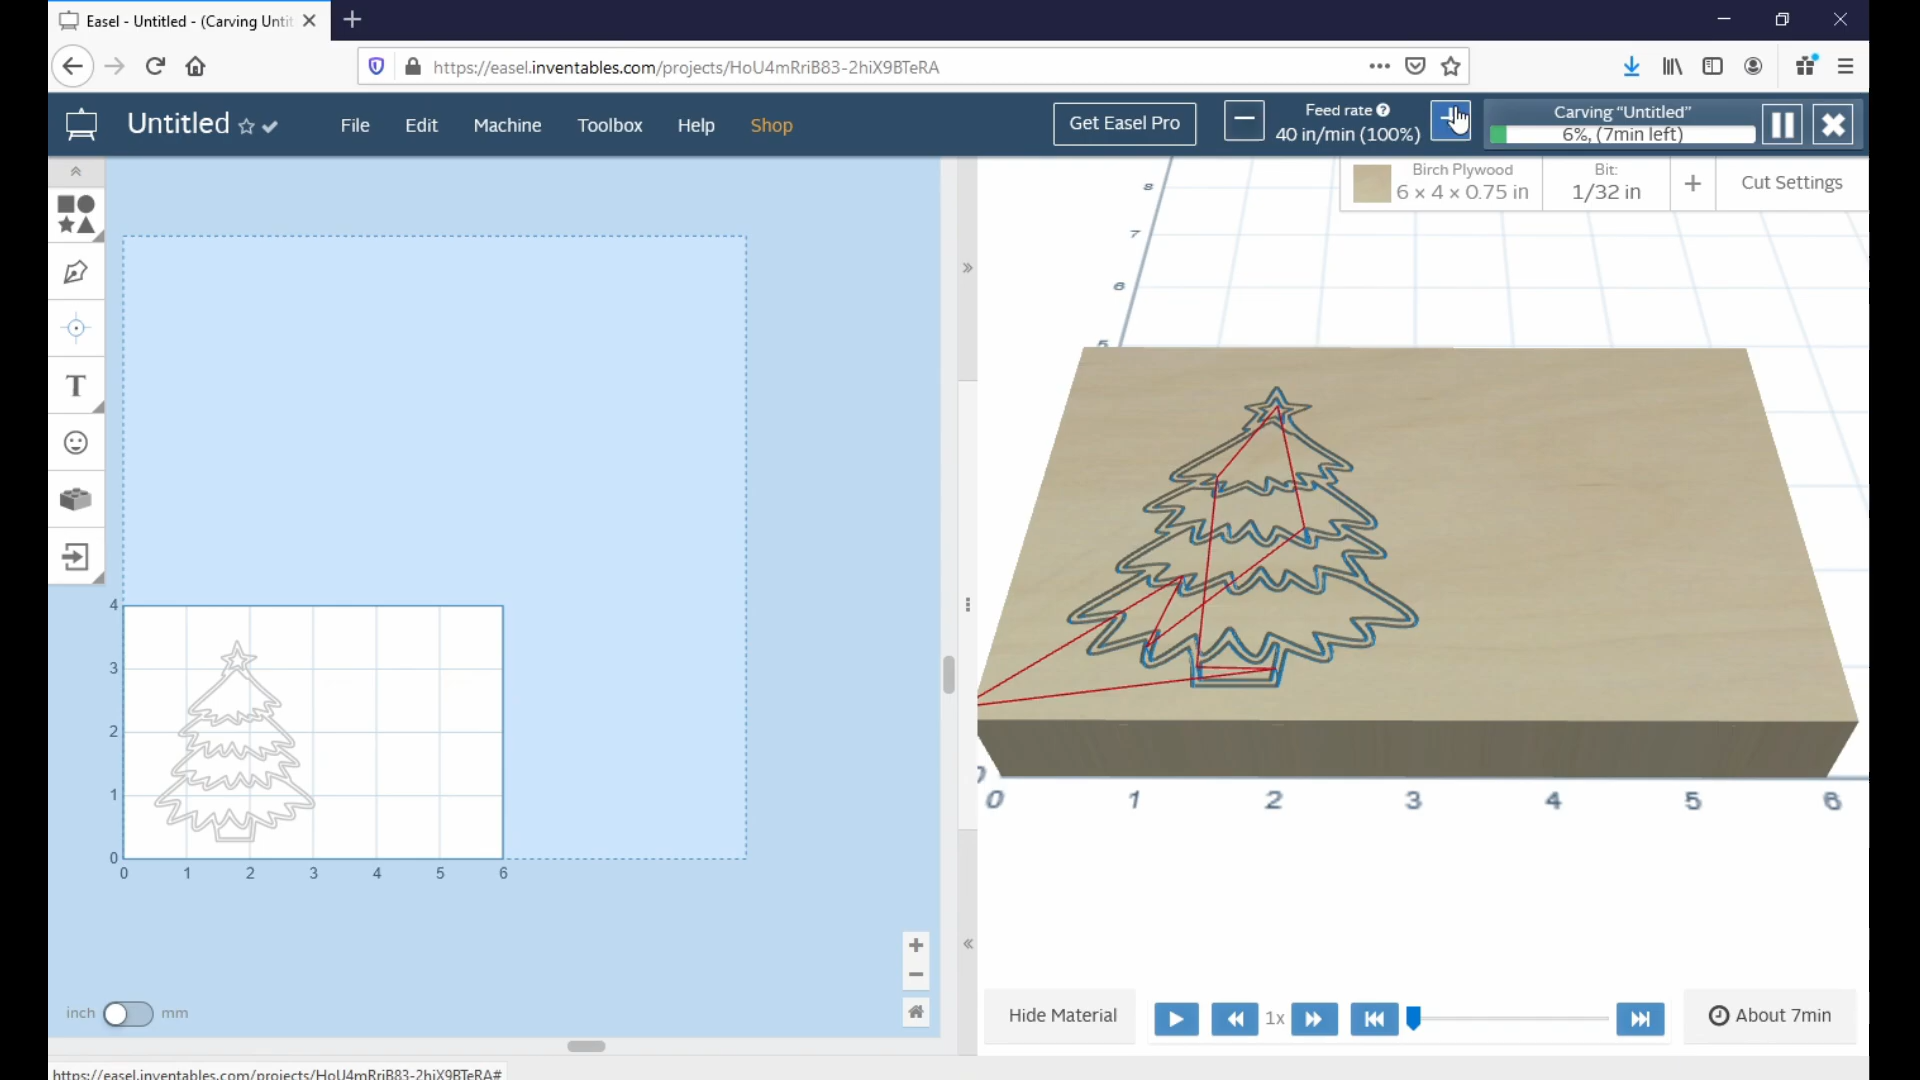 Easel - Untitled - (Carving Untit
https://easel.inventables.com/projects/HoU4mRriB83-2hiX9BTeRA
Untitled
File Edit Machine Toolbox Help Shop
Get Easel Pro
Feed rate ?
40 in/min (100%)
Carving “Untitled”
6%, (7min left)
Birch Plywood
6 × 4 × 0.75 in
Bit:
1/32 in
Cut Settings
T
4
3
2
1
0
0 1 2 3 4 5 6
8
7
6
5
0
0 1 2 3 4 5 6
inch mm
Hide Material
1x
About 7min
https://easel.inventables.com/projects/HoU4mRriB83-2hiX9BTeRA#